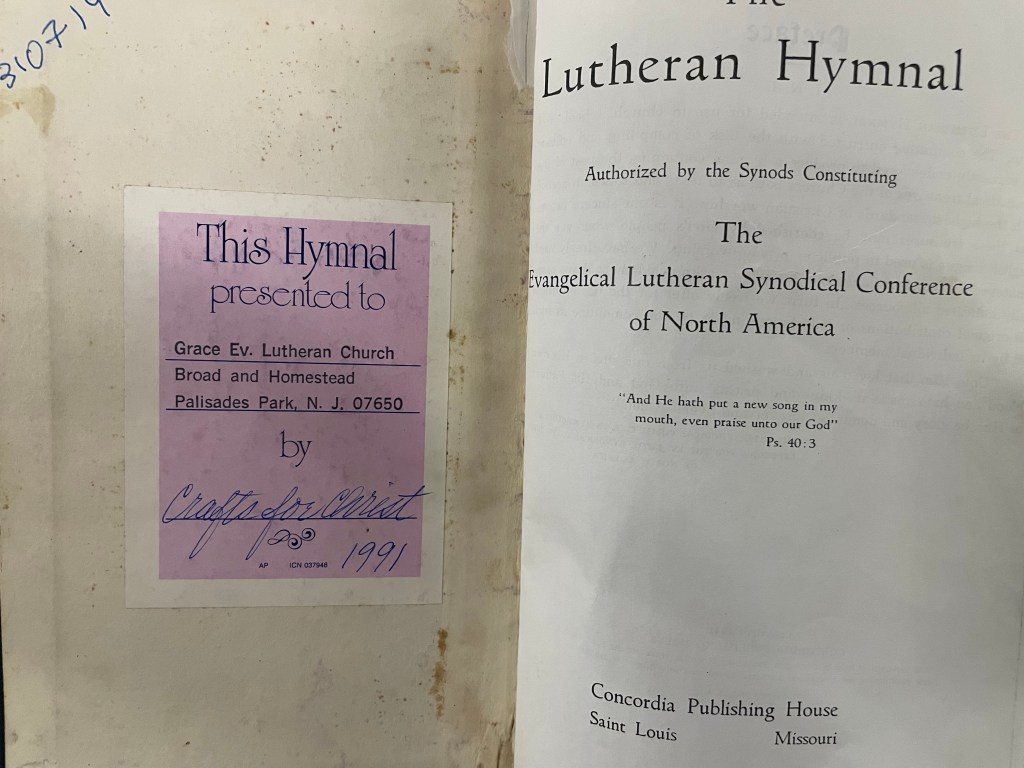 310719
This Hymnal
presented to
Grace Ev. Lutheran Church
Broad and Homestead
Palisades Park, N. J. 07650
by
Crafts for Christ
1991
AP ICN 037948
The
Lutheran Hymnal
Authorized by the Synods Constituting
The
Evangelical Lutheran Synodical Conference
of North America
"And He hath put a new song in my
mouth, even praise unto our God"
Ps. 40:3
Concordia Publishing House
Saint Louis Missouri